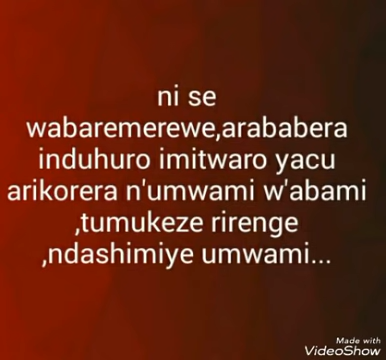 ni se
wabaremerewe,arababera
induhuro imitwaro yacu
arikorera n'umwami w'abami
,tumukeze rirenge
,ndashimiye umwami...
Made with
VideoShow